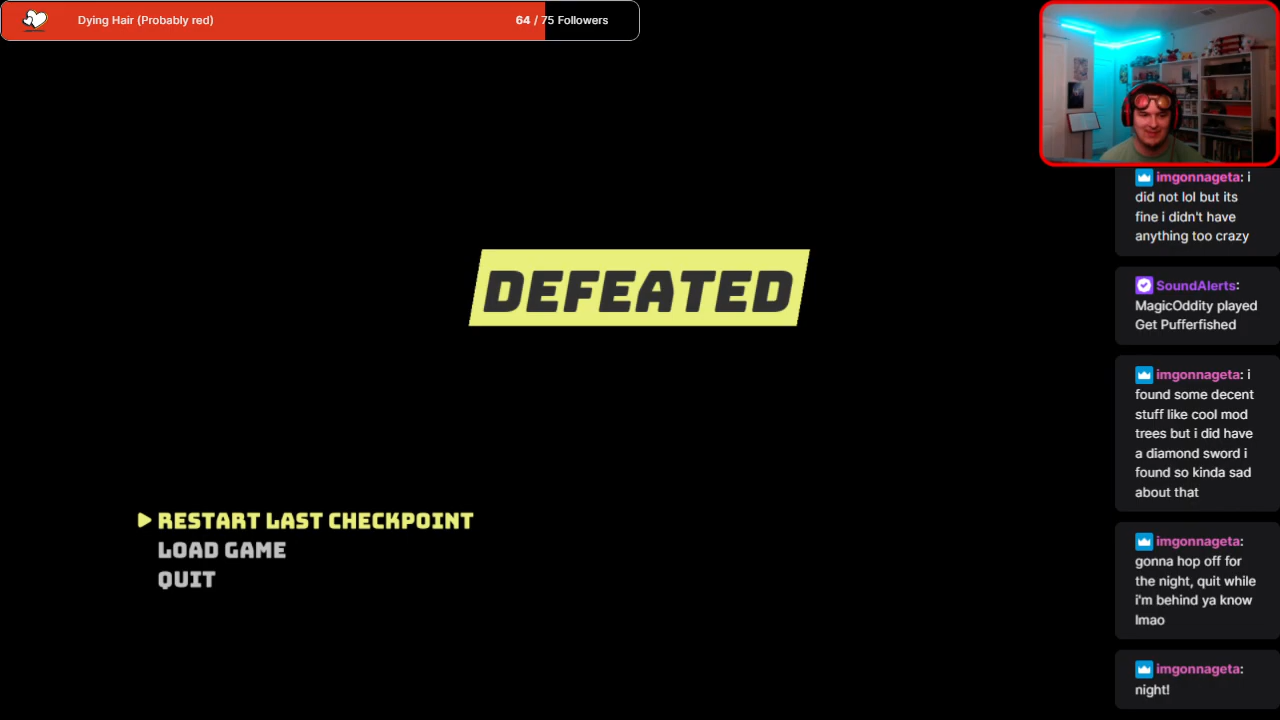 Dying Hair (Probably red)
64 / 75 Followers
DEFEATED
RESTART LAST CHECKPOINT
LOAD GAME
QUIT
imgonnageta: i
did not lol but its
fine i didn't have
anything too crazy
SoundAlerts:
MagicOddity played
Get Pufferfished
imgonnageta: i
found some decent
stuff like cool mod
trees but i did have
a diamond sword i
found so kinda sad
about that
imgonnageta:
gonna hop off for
the night, quit while
i'm behind ya know
lmao
imgonnageta:
night!